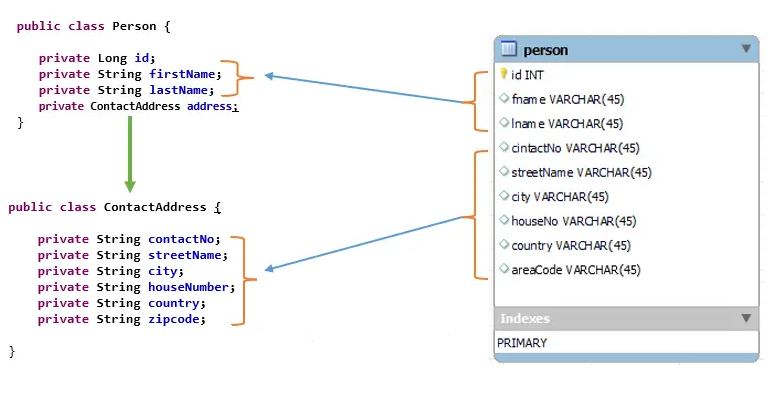 public class Person {
private Long id;
private String firstName;
private String lastName;
private ContactAddress address;
}
public class ContactAddress {
private String contactNo;
private String streetName;
private String city;
private String houseNumber;
private String country;
private String zipcode;
}
person
id INT
fname VARCHAR(45)
lname VARCHAR(45)
cintactNo VARCHAR(45)
streetName VARCHAR(45)
city VARCHAR(45)
houseNo VARCHAR(45)
country VARCHAR(45)
areaCode VARCHAR(45)
Indexes
PRIMARY